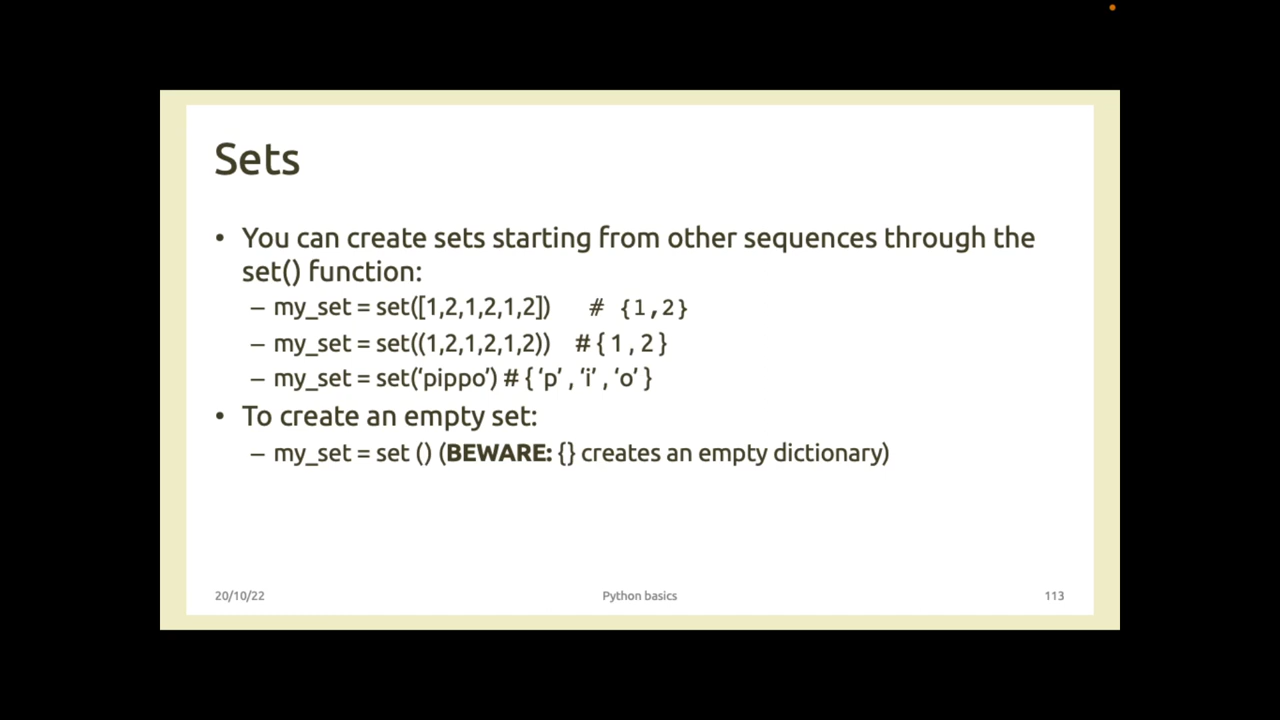 Sets
• You can create sets starting from other sequences through the
set() function:
– my_set = set([1,2,1,2,1,2]) # {1,2}
– my_set = set((1,2,1,2,1,2)) # { 1 , 2 }
– my_set = set(‘pippo’) # { ‘p’ , ‘i’ , ‘o’ }
• To create an empty set:
– my_set = set () (BEWARE: {} creates an empty dictionary)
20/10/22 Python basics 113